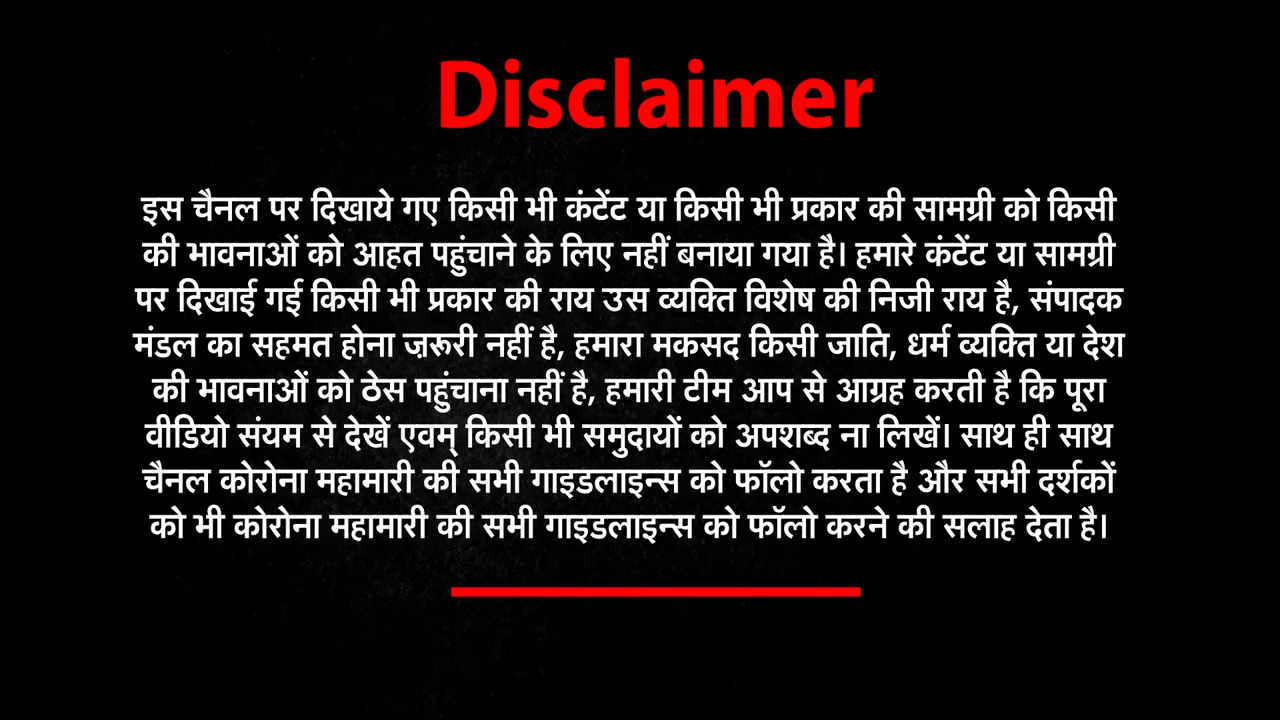 Disclaimer
इस चैनल पर दिखाये गए किसी भी कंटेंट या किसी भी प्रकार की सामग्री को किसी
की भावनाओं को आहत पहुंचाने के लिए नहीं बनाया गया है। हमारे कंटेंट या सामग्री
पर दिखाई गई किसी भी प्रकार की राय उस व्यक्ति विशेष की निजी राय है, संपादक
मंडल का सहमत होना ज़रूरी नहीं है, हमारा मकसद किसी जाति, धर्म व्यक्ति या देश
की भावनाओं को ठेस पहुंचाना नहीं है, हमारी टीम आप से आग्रह करती है कि पूरा
वीडियो संयम से देखें एवम् किसी भी समुदायों को अपशब्द ना लिखें। साथ ही साथ
चैनल कोरोना महामारी की सभी गाइडलाइन्स को फॉलो करता है और सभी दर्शकों
को भी कोरोना महामारी की सभी गाइडलाइन्स को फॉलो करने की सलाह देता है।